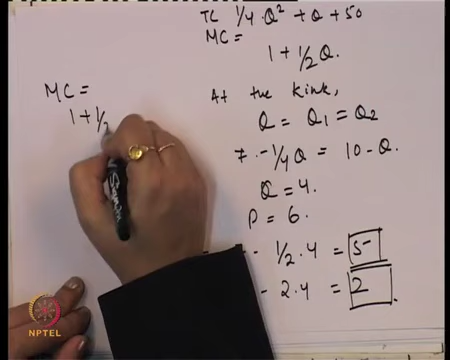 TC 1/4 · Q² + Q + 50
MC =
1 + 1/2 Q.
At the kink,
Q = Q1 = Q2
7 - 1/4 Q = 10 - Q.
Q = 4.
P = 6.
- 1/2 · 4 = 5
- 2 · 4 = 2
MC =
1 + 1/2
NPTEL